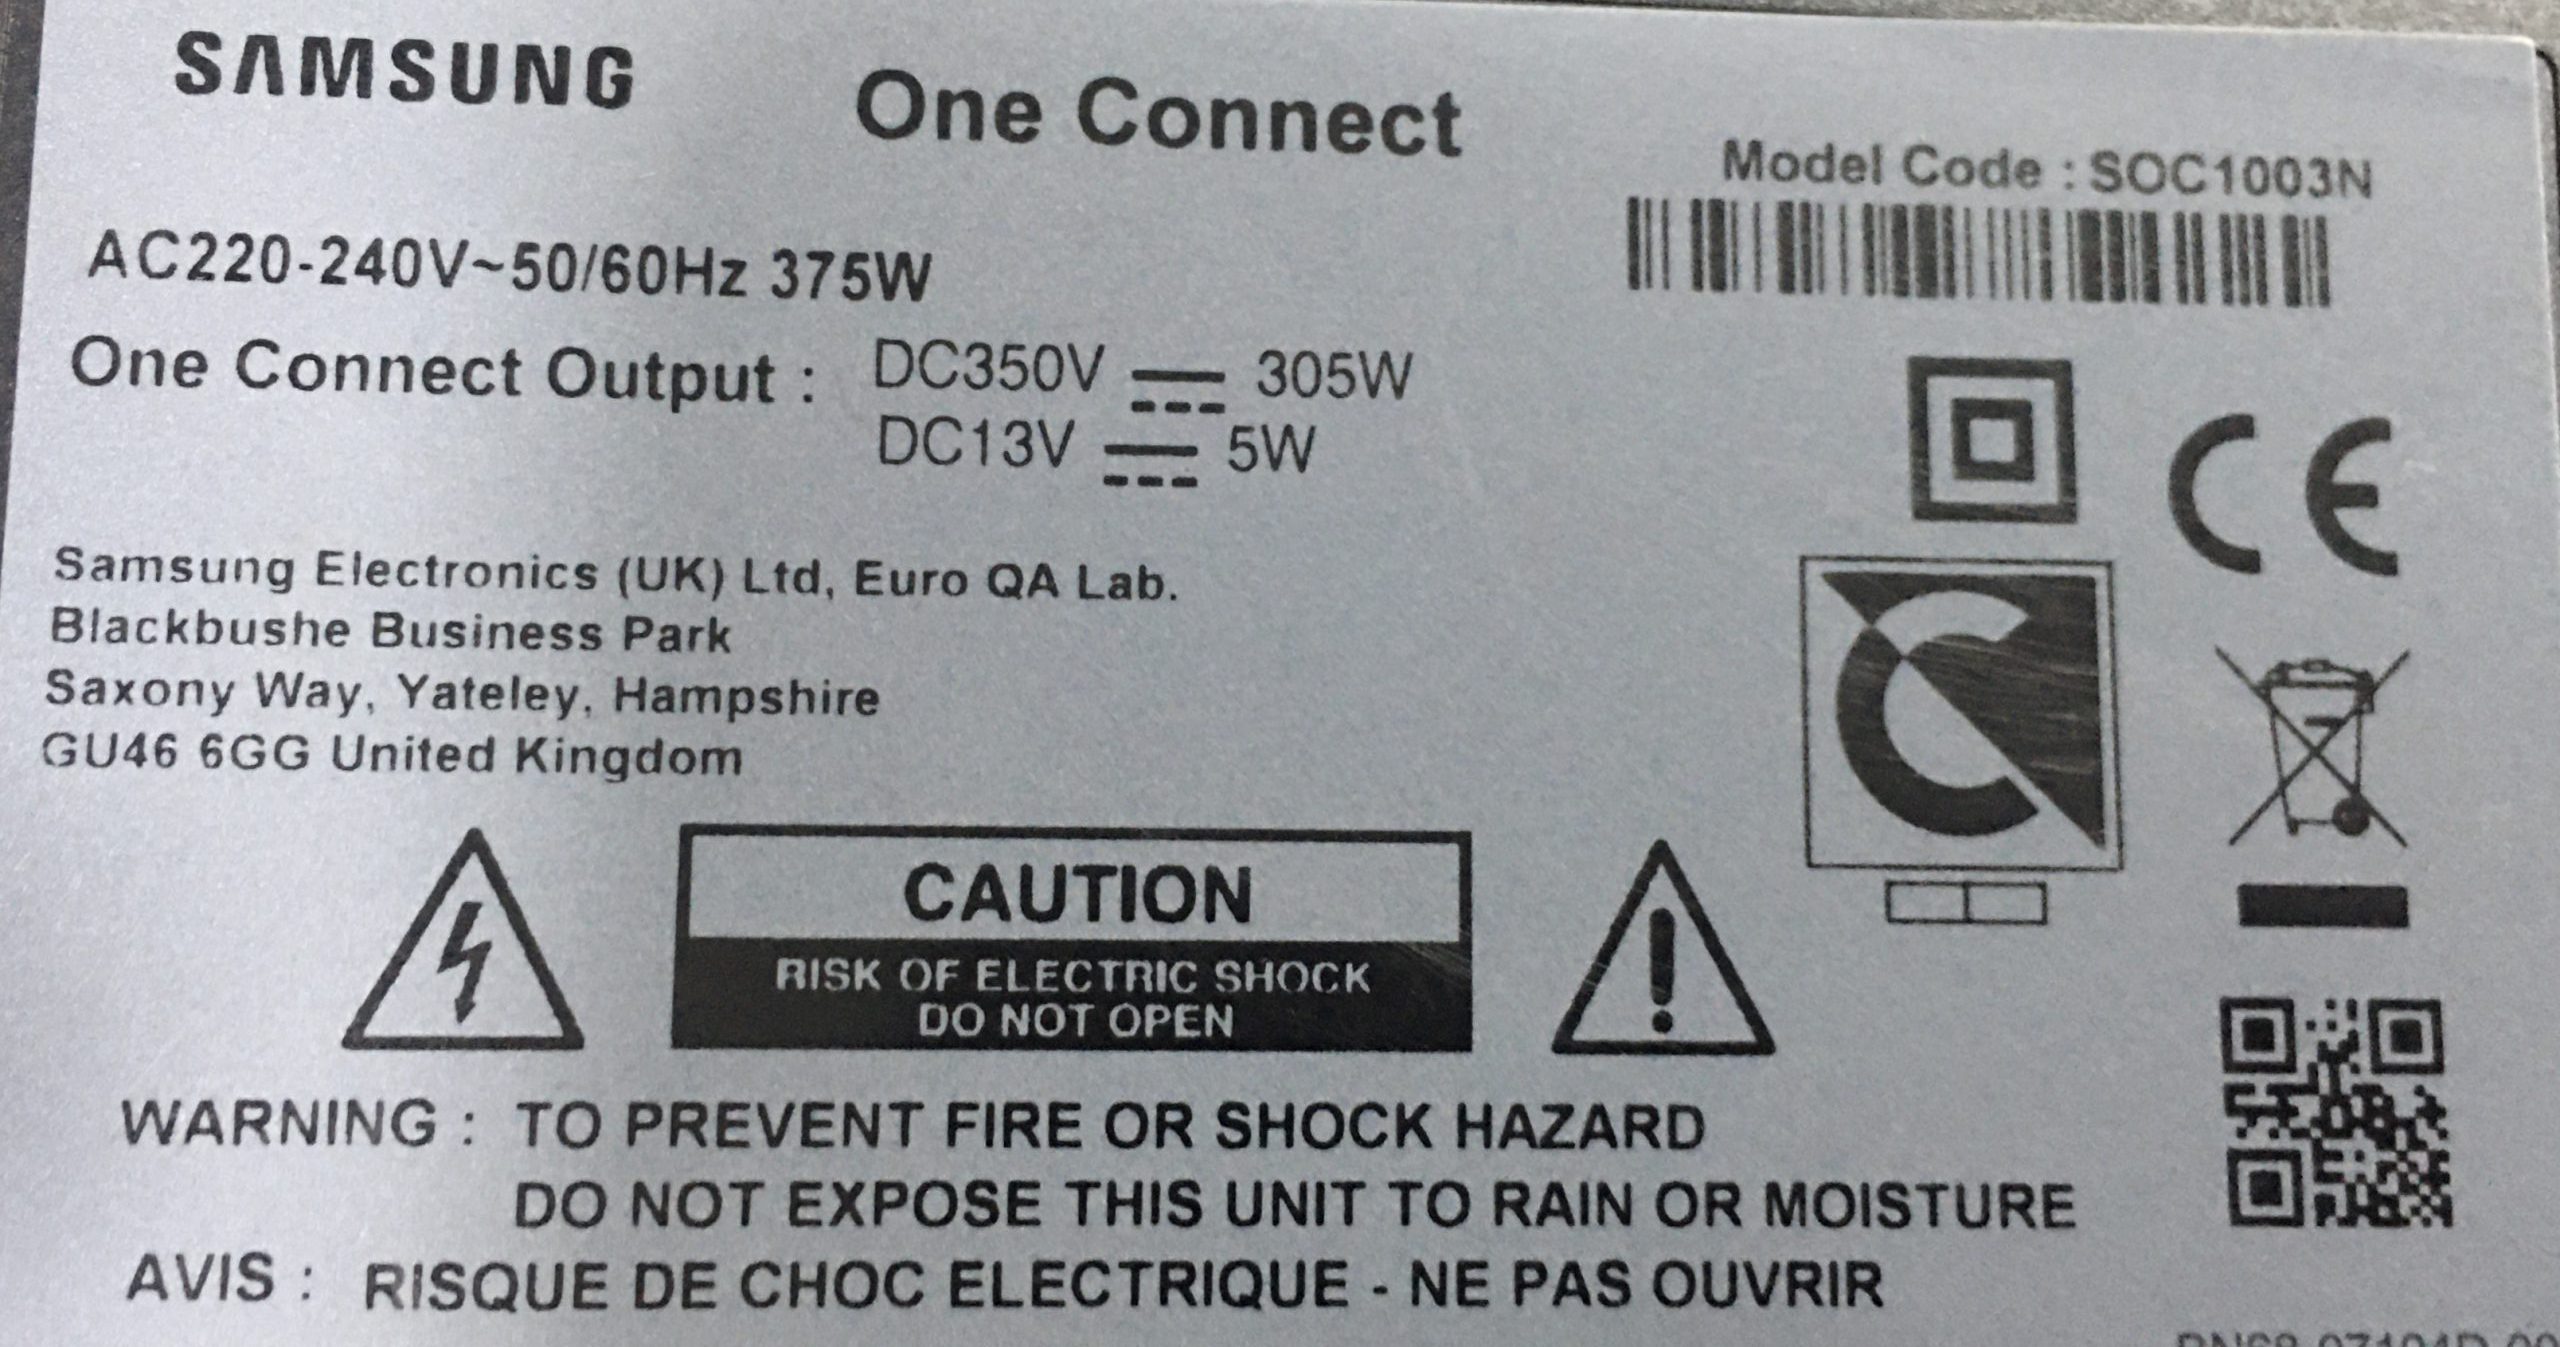 SAMSUNG
One Connect
Model Code : SOC1003N
AC220-240V~50/60Hz 375W
One Connect Output : DC350V ⎓ 305W
DC13V ⎓ 5W
Samsung Electronics (UK) Ltd, Euro QA Lab.
Blackbushe Business Park
Saxony Way, Yateley, Hampshire
GU46 6GG United Kingdom
CE
C
CAUTION
RISK OF ELECTRIC SHOCK
DO NOT OPEN
WARNING : TO PREVENT FIRE OR SHOCK HAZARD
DO NOT EXPOSE THIS UNIT TO RAIN OR MOISTURE
AVIS : RISQUE DE CHOC ELECTRIQUE - NE PAS OUVRIR